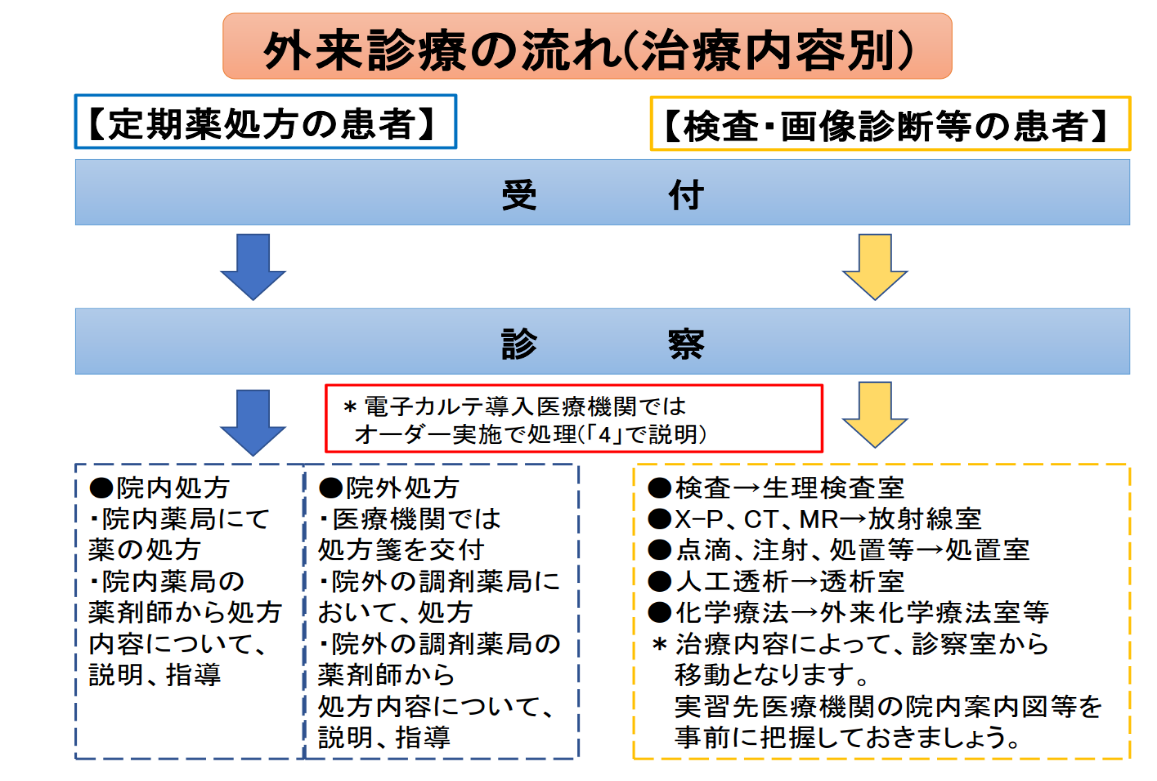 外来診療の流れ(治療内容別)
【定期薬処方の患者】
【検査・画像診断等の患者】
受　付
診　察
＊電子カルテ導入医療機関では
オーダー実施で処理(「4」で説明)
●院内処方
・院内薬局にて
薬の処方
・院内薬局の
薬剤師から処方
内容について、
説明、指導
●院外処方
・医療機関では
処方箋を交付
・院外の調剤薬局に
おいて、処方
・院外の調剤薬局の
薬剤師から
処方内容について、
説明、指導
●検査→生理検査室
●X-P、CT、MR→放射線室
●点滴、注射、処置等→処置室
●人工透析→透析室
●化学療法→外来化学療法室等
＊治療内容によって、診察室から
移動となります。
実習先医療機関の院内案内図等を
事前に把握しておきましょう。